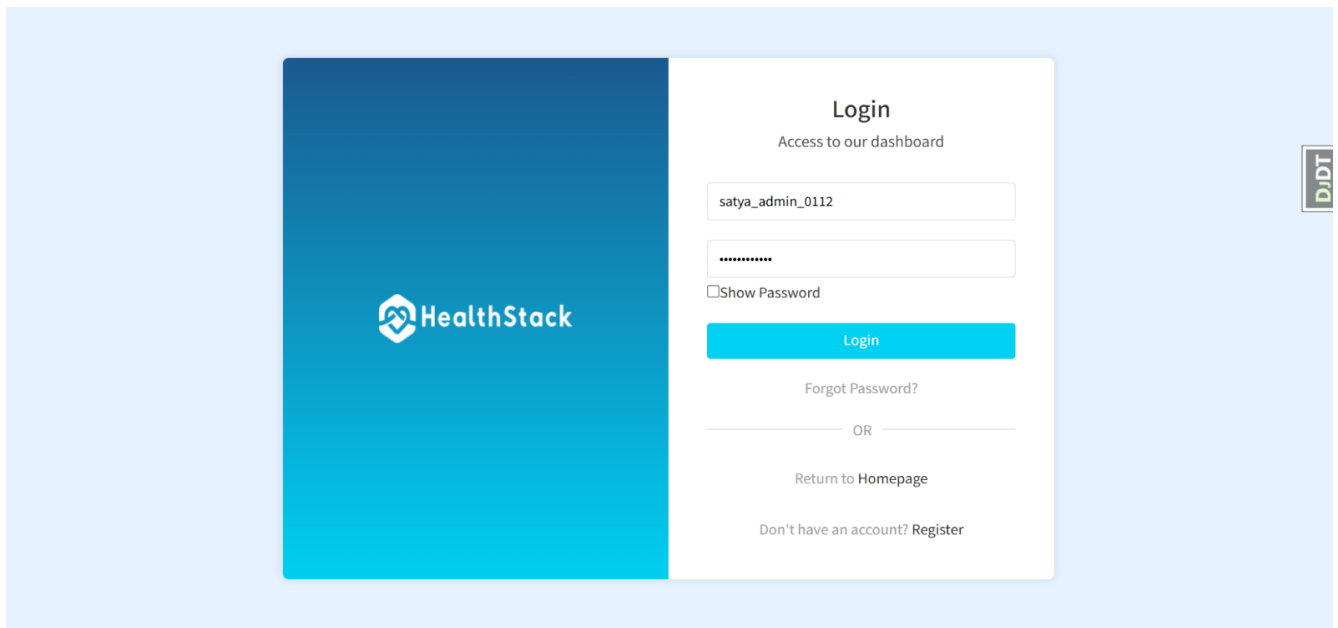 Login
Access to our dashboard
satya_admin_0112
••••••••••••
Show Password
HealthStack
Login
Forgot Password?
OR
Return to Homepage
Don't have an account? Register
DjDT